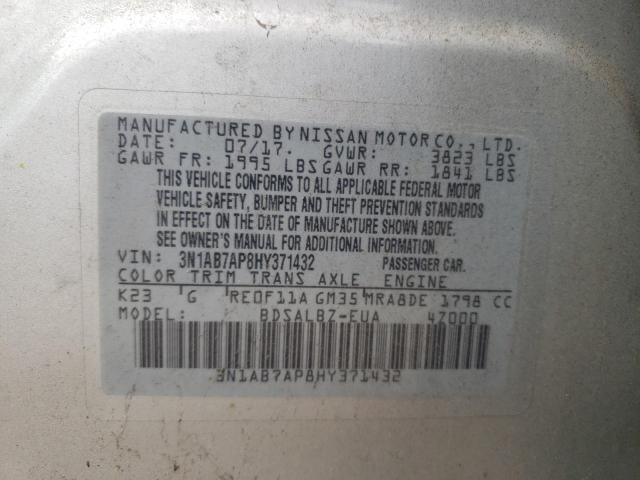 MANUFACTURED BY NISSAN MOTOR CO., LTD.
DATE: 07/17. GVWR: 3823 LBS
GAWR FR: 1995 LBS GAWR RR: 1841 LBS
THIS VEHICLE CONFORMS TO ALL APPLICABLE FEDERAL MOTOR
VEHICLE SAFETY, BUMPER AND THEFT PREVENTION STANDARDS
IN EFFECT ON THE DATE OF MANUFACTURE SHOWN ABOVE.
SEE OWNER'S MANUAL FOR ADDITIONAL INFORMATION.
VIN: 3N1AB7AP8HY371432 PASSENGER CAR.
COLOR TRIM TRANS AXLE ENGINE
K23 G RE0F11A GM35 MRA8DE 1798 CC
MODEL: BDSALBZ-EUA 47000
3N1AB7AP8HY371432